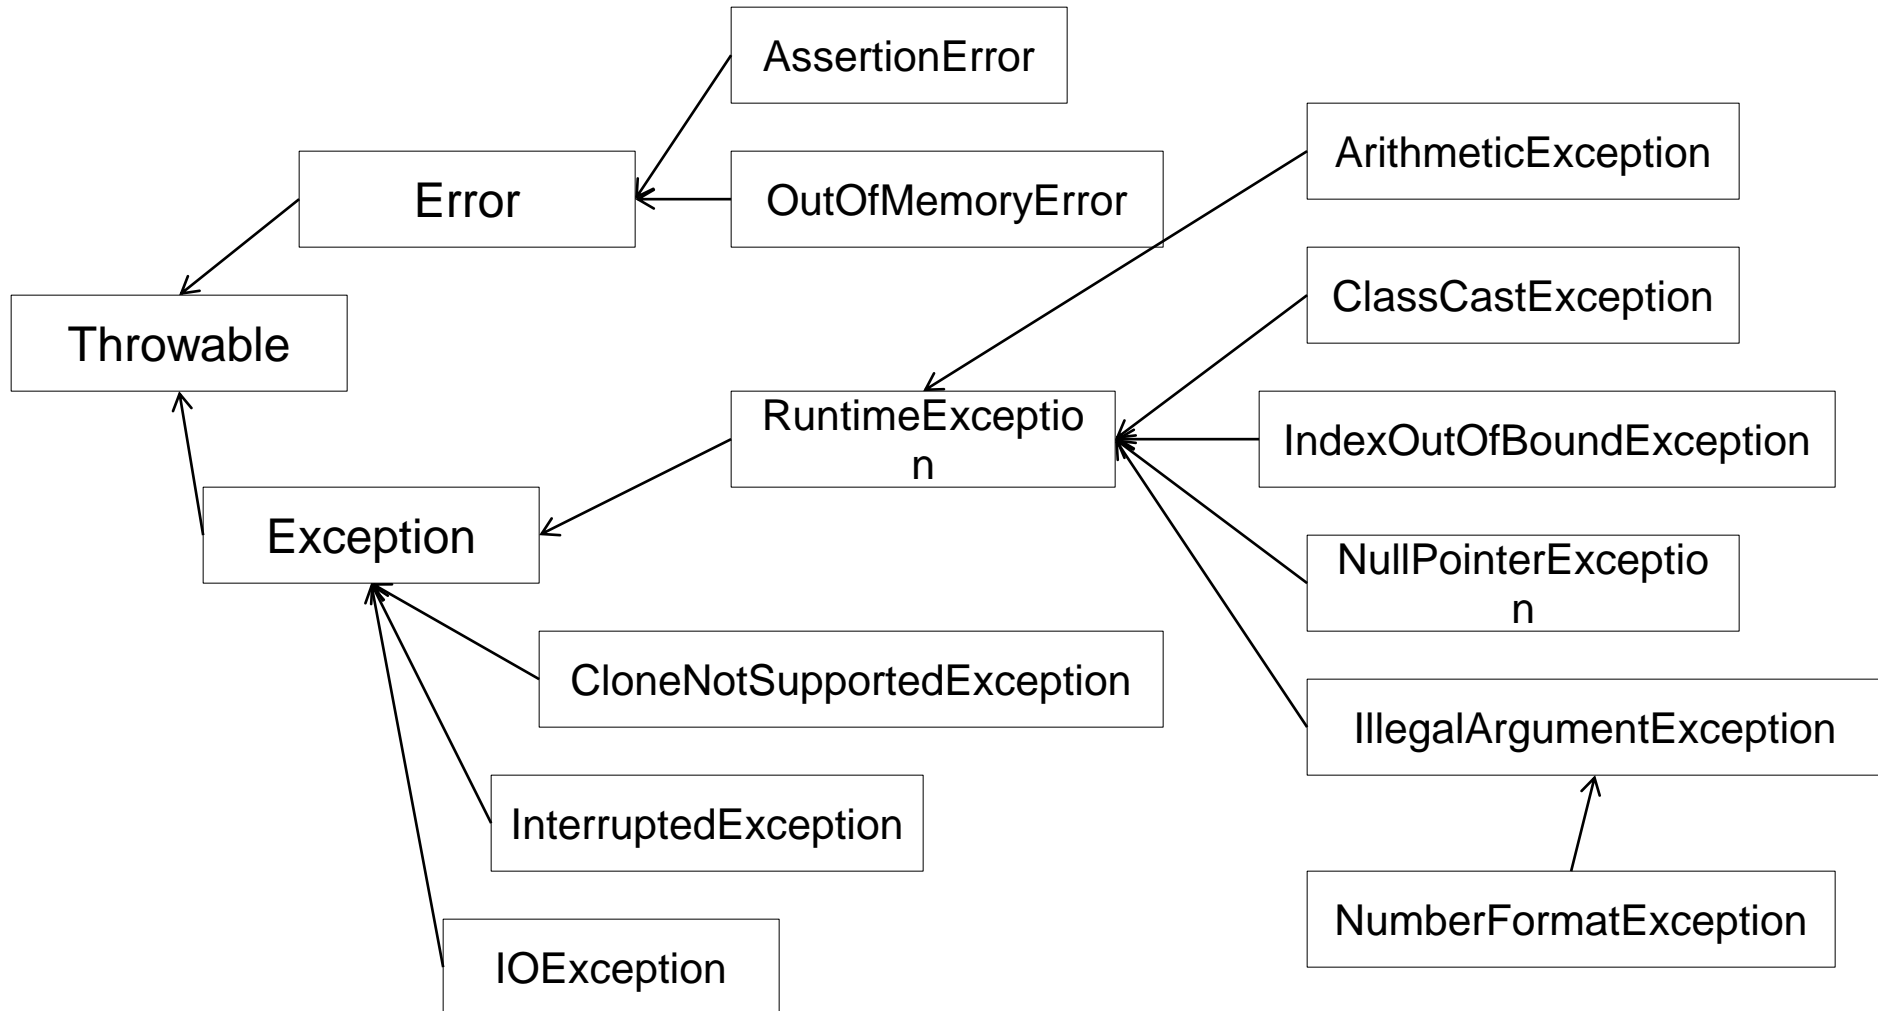 AssertionError
ArithmeticException
Error
OutOfMemoryError
ClassCastException
Throwable
RuntimeExceptio
n
IndexOutOfBoundException
Exception
NullPointerExceptio
n
CloneNotSupportedException
IllegalArgumentException
InterruptedException
NumberFormatException
IOException